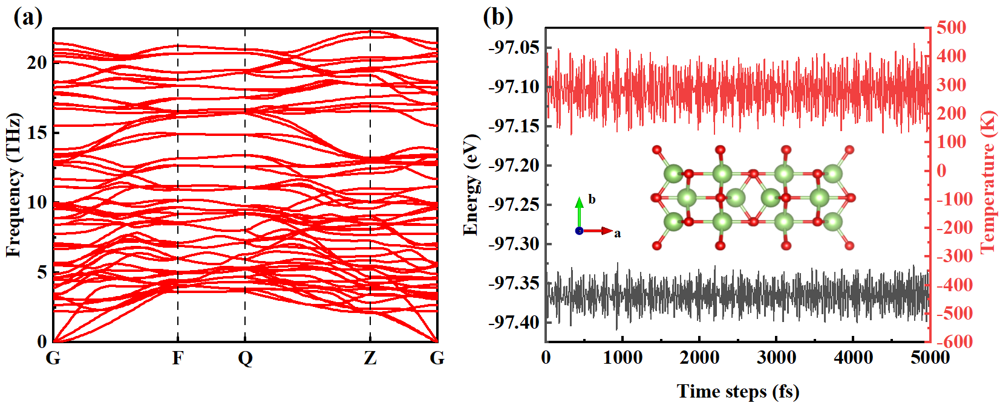 (a)
Frequency (THz)
20
15
10
5
0
G F Q Z G
(b)
Energy (eV)
-97.05
-97.10
-97.15
-97.20
-97.25
-97.30
-97.35
-97.40
b
a
500
400
300
200
100
0
-100
-200
-300
-400
-500
-600
Temperature (K)
0 1000 2000 3000 4000 5000
Time steps (fs)